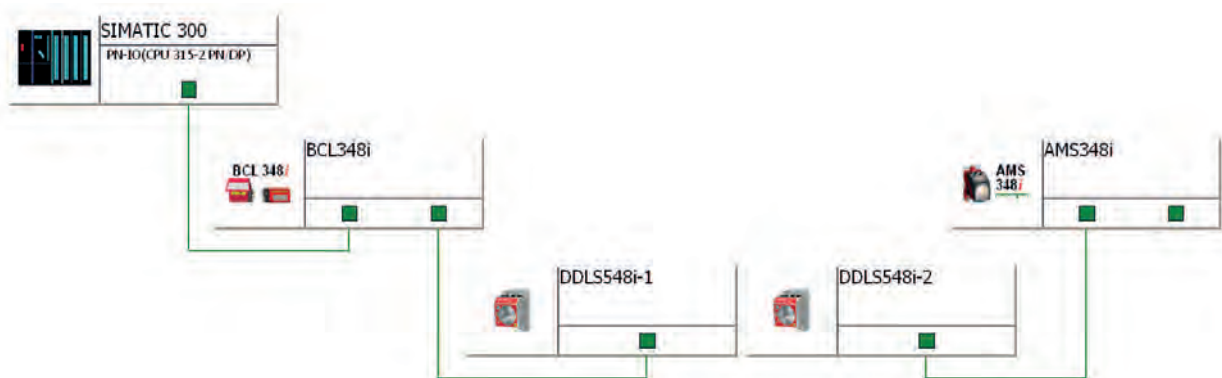 SIMATIC 300
PN-IO(CPU 315-2 PN/DP)
BCL 348i
BCL348i
AMS
348i
AMS348i
DDLS548i-1
DDLS548i-2